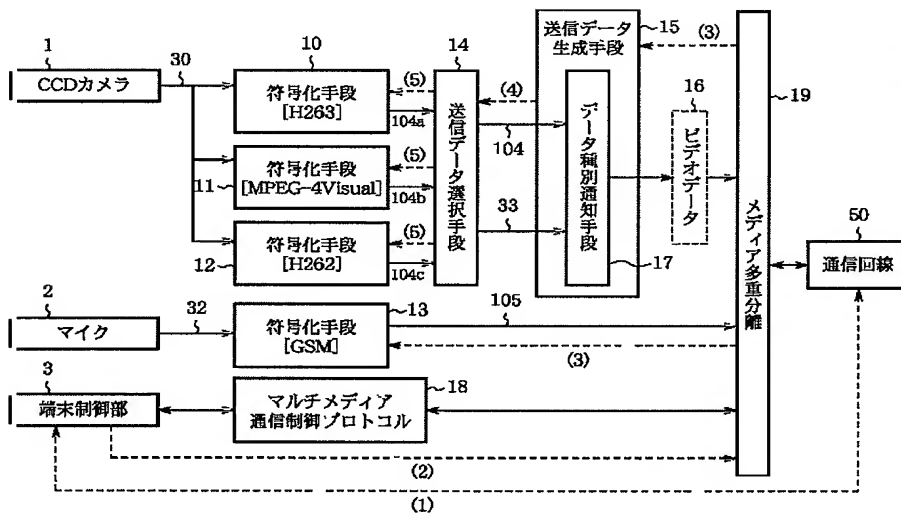 1
CCDカメラ
30
10
符号化手段
[H263]
(5)
104a
14
送信データ選択手段
(4)
104
送信データ
生成手段
15
(3)
データ種別通知手段
16
ビデオデータ
19
メディア多重分離
11
符号化手段
[MPEG-4Visual]
(5)
104b
33
17
12
符号化手段
[H262]
(5)
104c
50
通信回線
2
マイク
32
13
符号化手段
[GSM]
105
(3)
3
端末制御部
18
マルチメディア
通信制御プロトコル
(2)
(1)